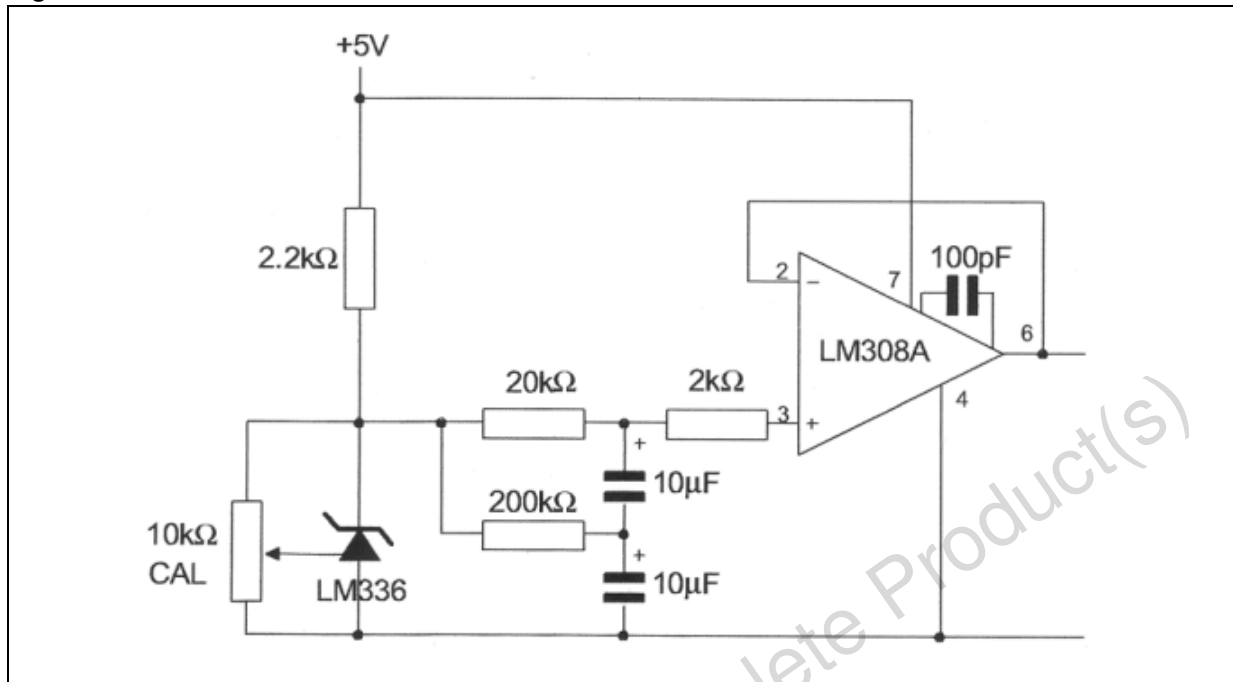 +5V
2.2kΩ
100pF
2
−
7
6
LM308A
20kΩ
2kΩ
3
+
4
+
10µF
200kΩ
10kΩ
CAL
+
10µF
LM336
lete Product(s)